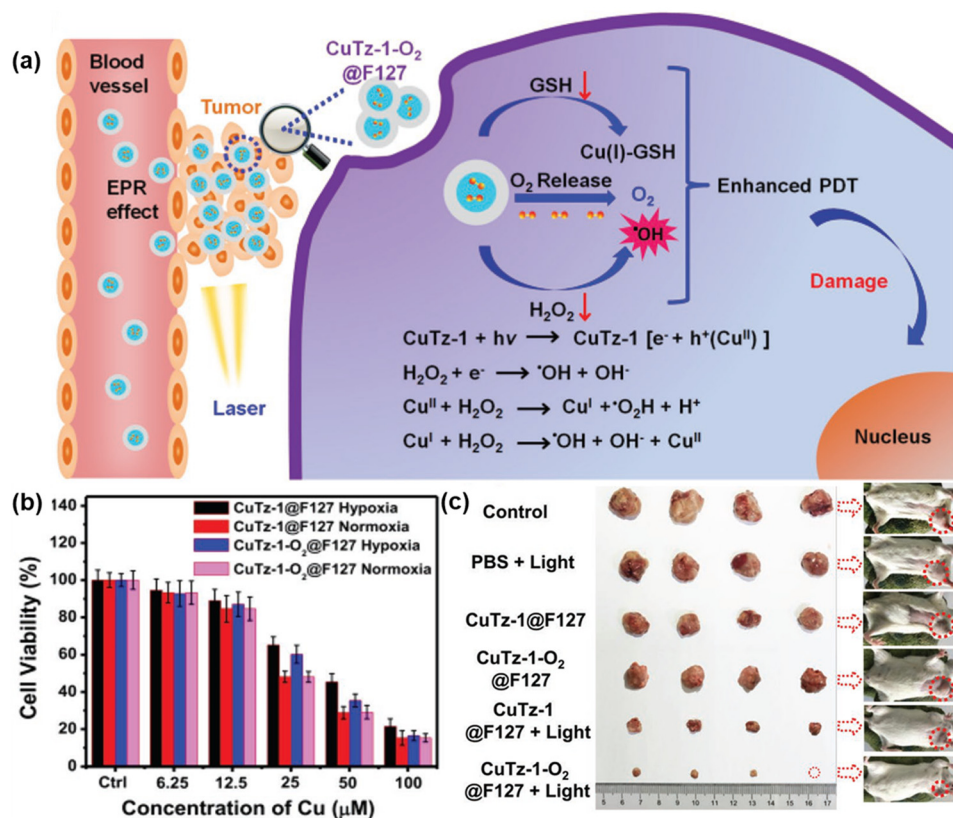 (a)
Blood
vessel
EPR
effect
Tumor
Laser
CuTz-1-O₂
@F127
GSH
Cu(I)-GSH
O₂ Release
O₂
•OH
H₂O₂
Enhanced PDT
Damage
Nucleus
CuTz-1 + hv → CuTz-1 [e⁻ + h⁺(Cuᴵᴵ) ]
H₂O₂ + e⁻ → •OH + OH⁻
Cuᴵᴵ + H₂O₂ → Cuᴵ +•O₂H + H⁺
Cuᴵ + H₂O₂ →•OH + OH⁻ + Cuᴵᴵ
(b)
Cell Viability (%)
140
120
100
80
60
40
20
0
CuTz-1@F127 Hypoxia
CuTz-1@F127 Normoxia
CuTz-1-O₂@F127 Hypoxia
CuTz-1-O₂@F127 Normoxia
Ctrl 6.25 12.5 25 50 100
Concentration of Cu (μM)
(c)
Control
PBS + Light
CuTz-1@F127
CuTz-1-O₂
@F127
CuTz-1
@F127 + Light
CuTz-1-O₂
@F127 + Light
5 6 7 8 9 10 11 12 13 14 15 16 17